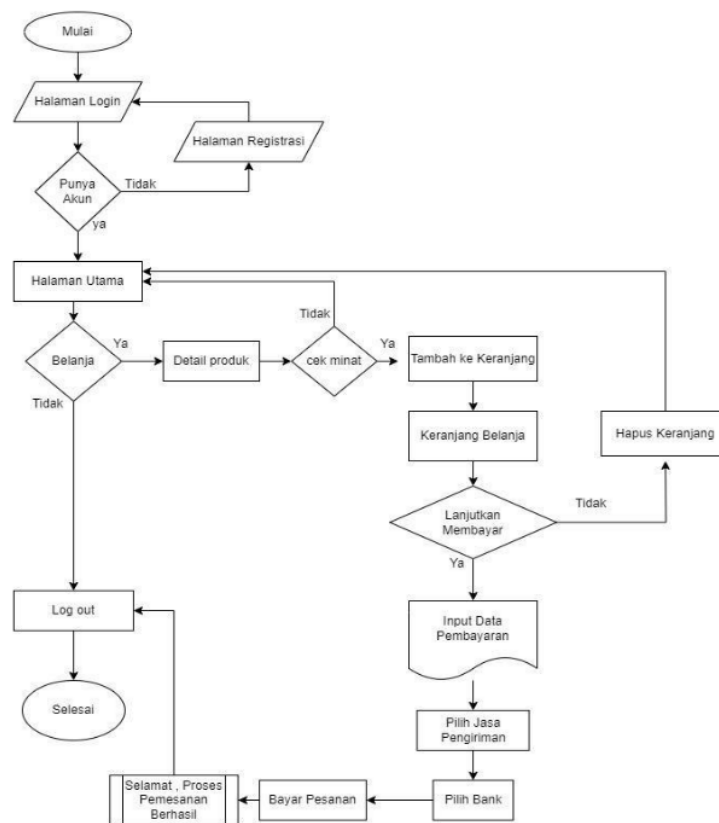 Mulai
Halaman Login
Halaman Registrasi
Punya
Akun
Tidak
ya
Halaman Utama
Tidak
Belanja
Ya
Detail produk
cek minat
Ya
Tambah ke Keranjang
Tidak
Keranjang Belanja
Hapus Keranjang
Lanjutkan
Membayar
Tidak
Ya
Log out
Input Data
Pembayaran
Selesai
Pilih Jasa
Pengiriman
Selamat , Proses
Pemesanan
Berhasil
Bayar Pesanan
Pilih Bank